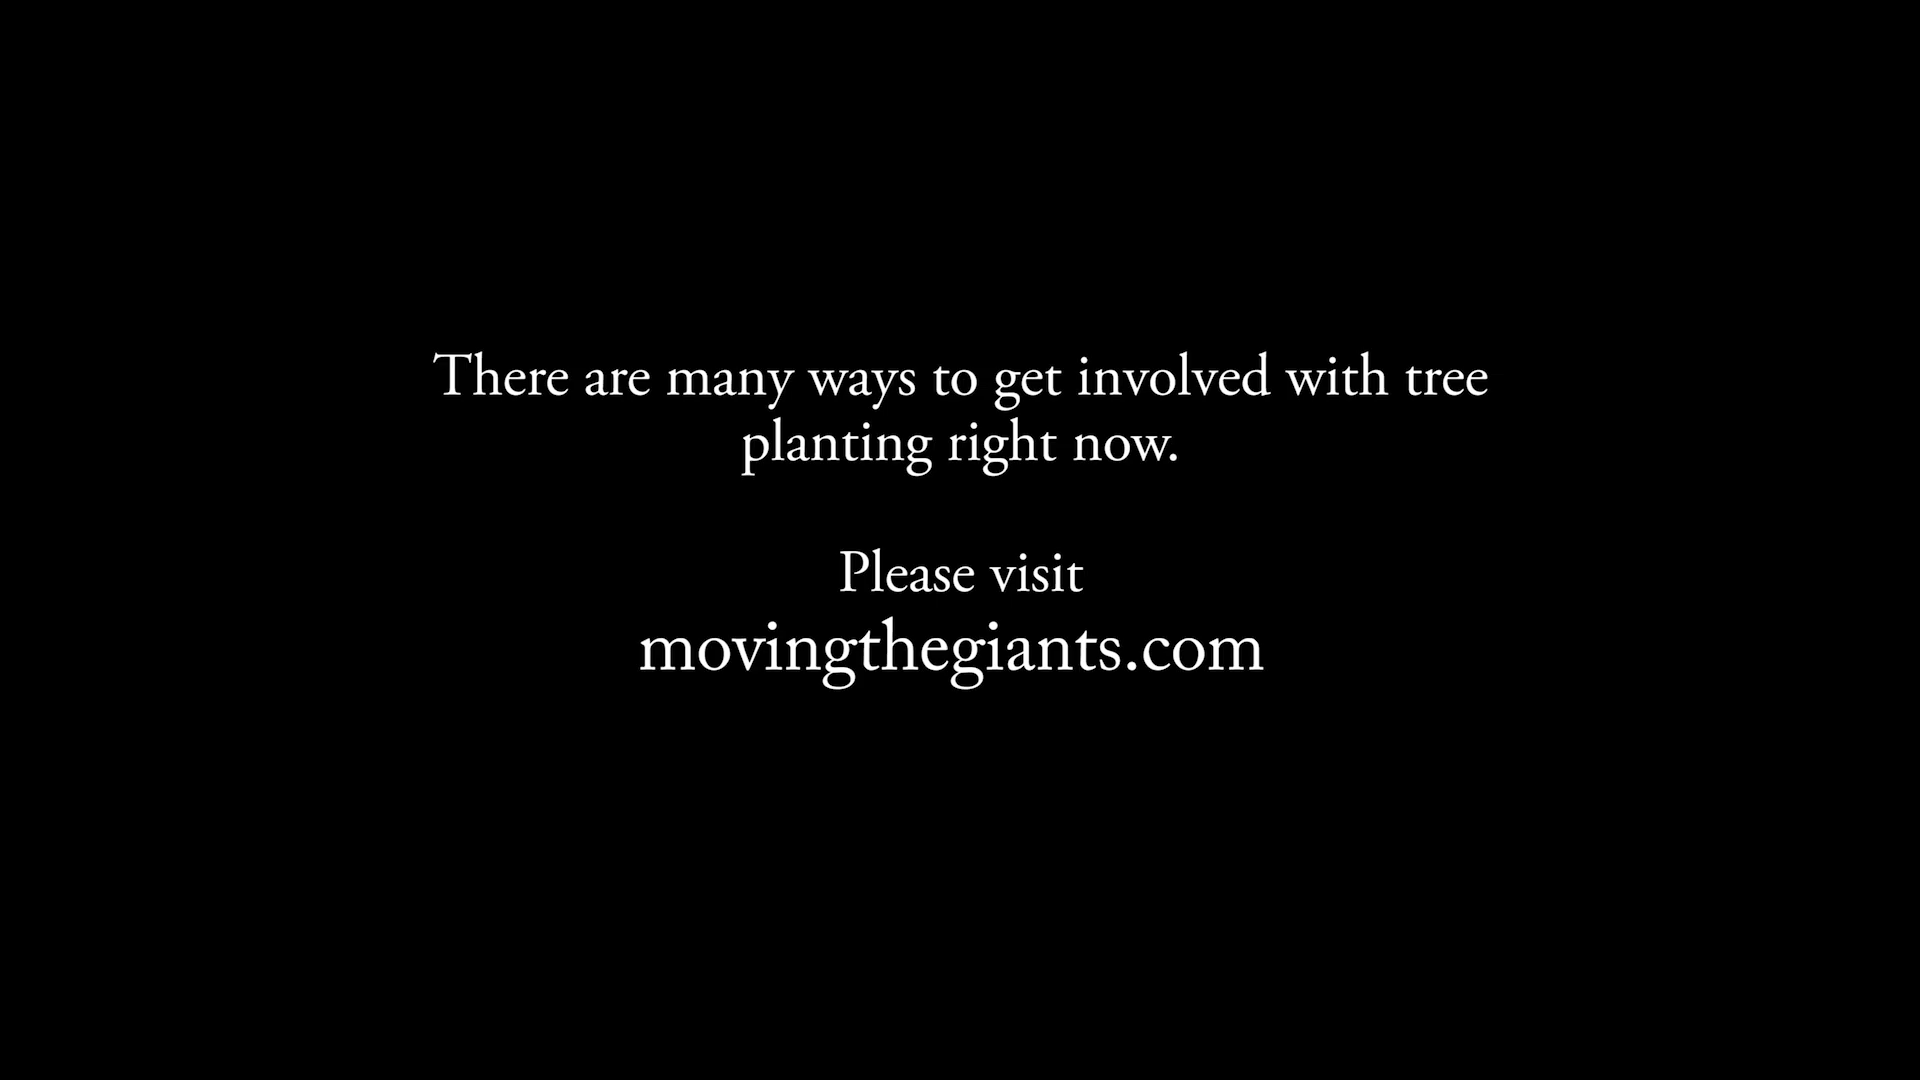 There are many ways to get involved with tree
planting right now.
Please visit
movingthegiants.com